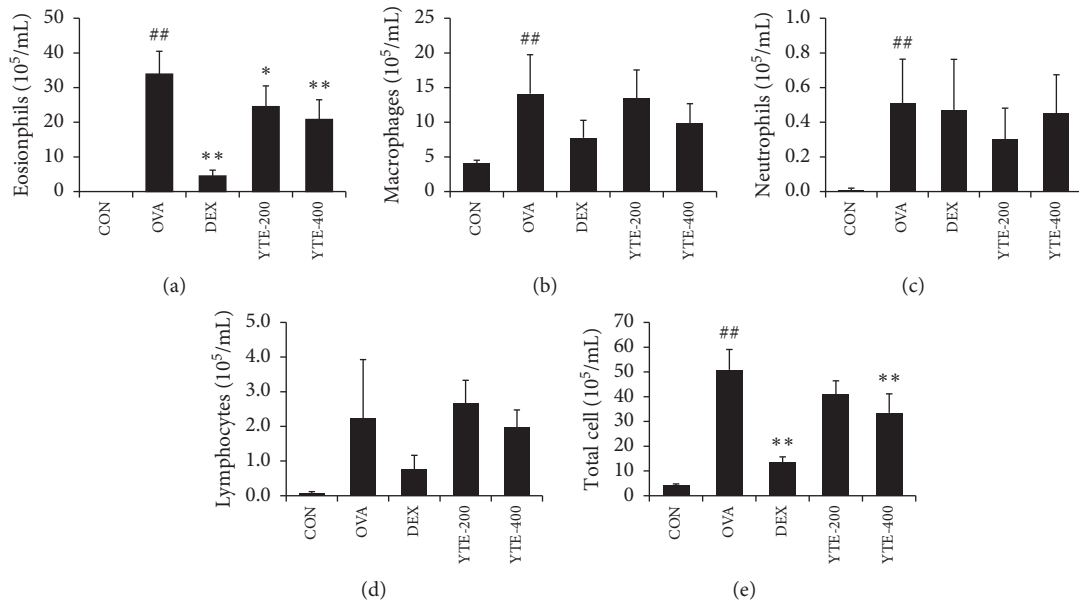 Eosionphils (10⁵/mL)
50
40
30
20
10
0
##
**
*
**
CON
OVA
DEX
YTE-200
YTE-400
(a)
Macrophages (10⁵/mL)
25
20
15
10
5
0
##
CON
OVA
DEX
YTE-200
YTE-400
(b)
Neutrophils (10⁵/mL)
1.0
0.8
0.6
0.4
0.2
0.0
##
CON
OVA
DEX
YTE-200
YTE-400
(c)
Lymphocytes (10⁵/mL)
5.0
4.0
3.0
2.0
1.0
0.0
CON
OVA
DEX
YTE-200
YTE-400
(d)
Total cell (10⁵/mL)
70
60
50
40
30
20
10
0
##
**
**
CON
OVA
DEX
YTE-200
YTE-400
(e)